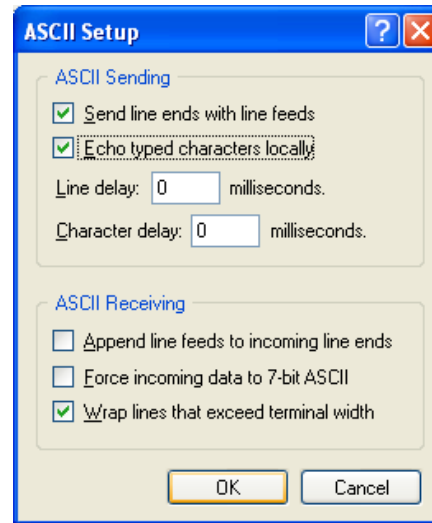 ASCII Setup
ASCII Sending
Send line ends with line feeds
Echo typed characters locally
Line delay: 0 milliseconds.
Character delay: 0 milliseconds.
ASCII Receiving
Append line feeds to incoming line ends
Force incoming data to 7-bit ASCII
Wrap lines that exceed terminal width
OK Cancel